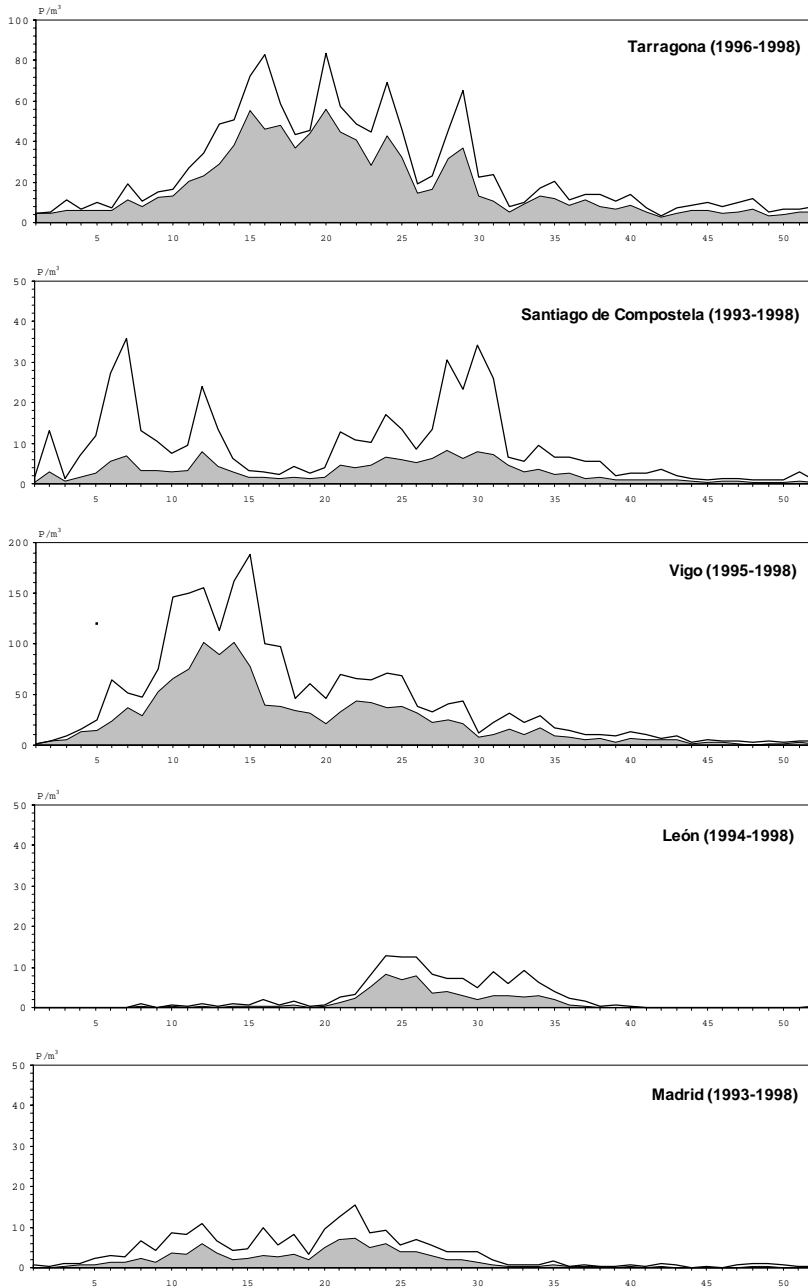 P/m³
100
Tarragona (1996-1998)
80
60
40
20
0
5 10 15 20 25 30 35 40 45 50
P/m³
50
Santiago de Compostela (1993-1998)
40
30
20
10
0
5 10 15 20 25 30 35 40 45 50
P/m³
200
Vigo (1995-1998)
150
100
50
0
5 10 15 20 25 30 35 40 45 50
P/m³
50
León (1994-1998)
40
30
20
10
0
5 10 15 20 25 30 35 40 45 50
P/m³
50
Madrid (1993-1998)
40
30
20
10
0
5 10 15 20 25 30 35 40 45 50